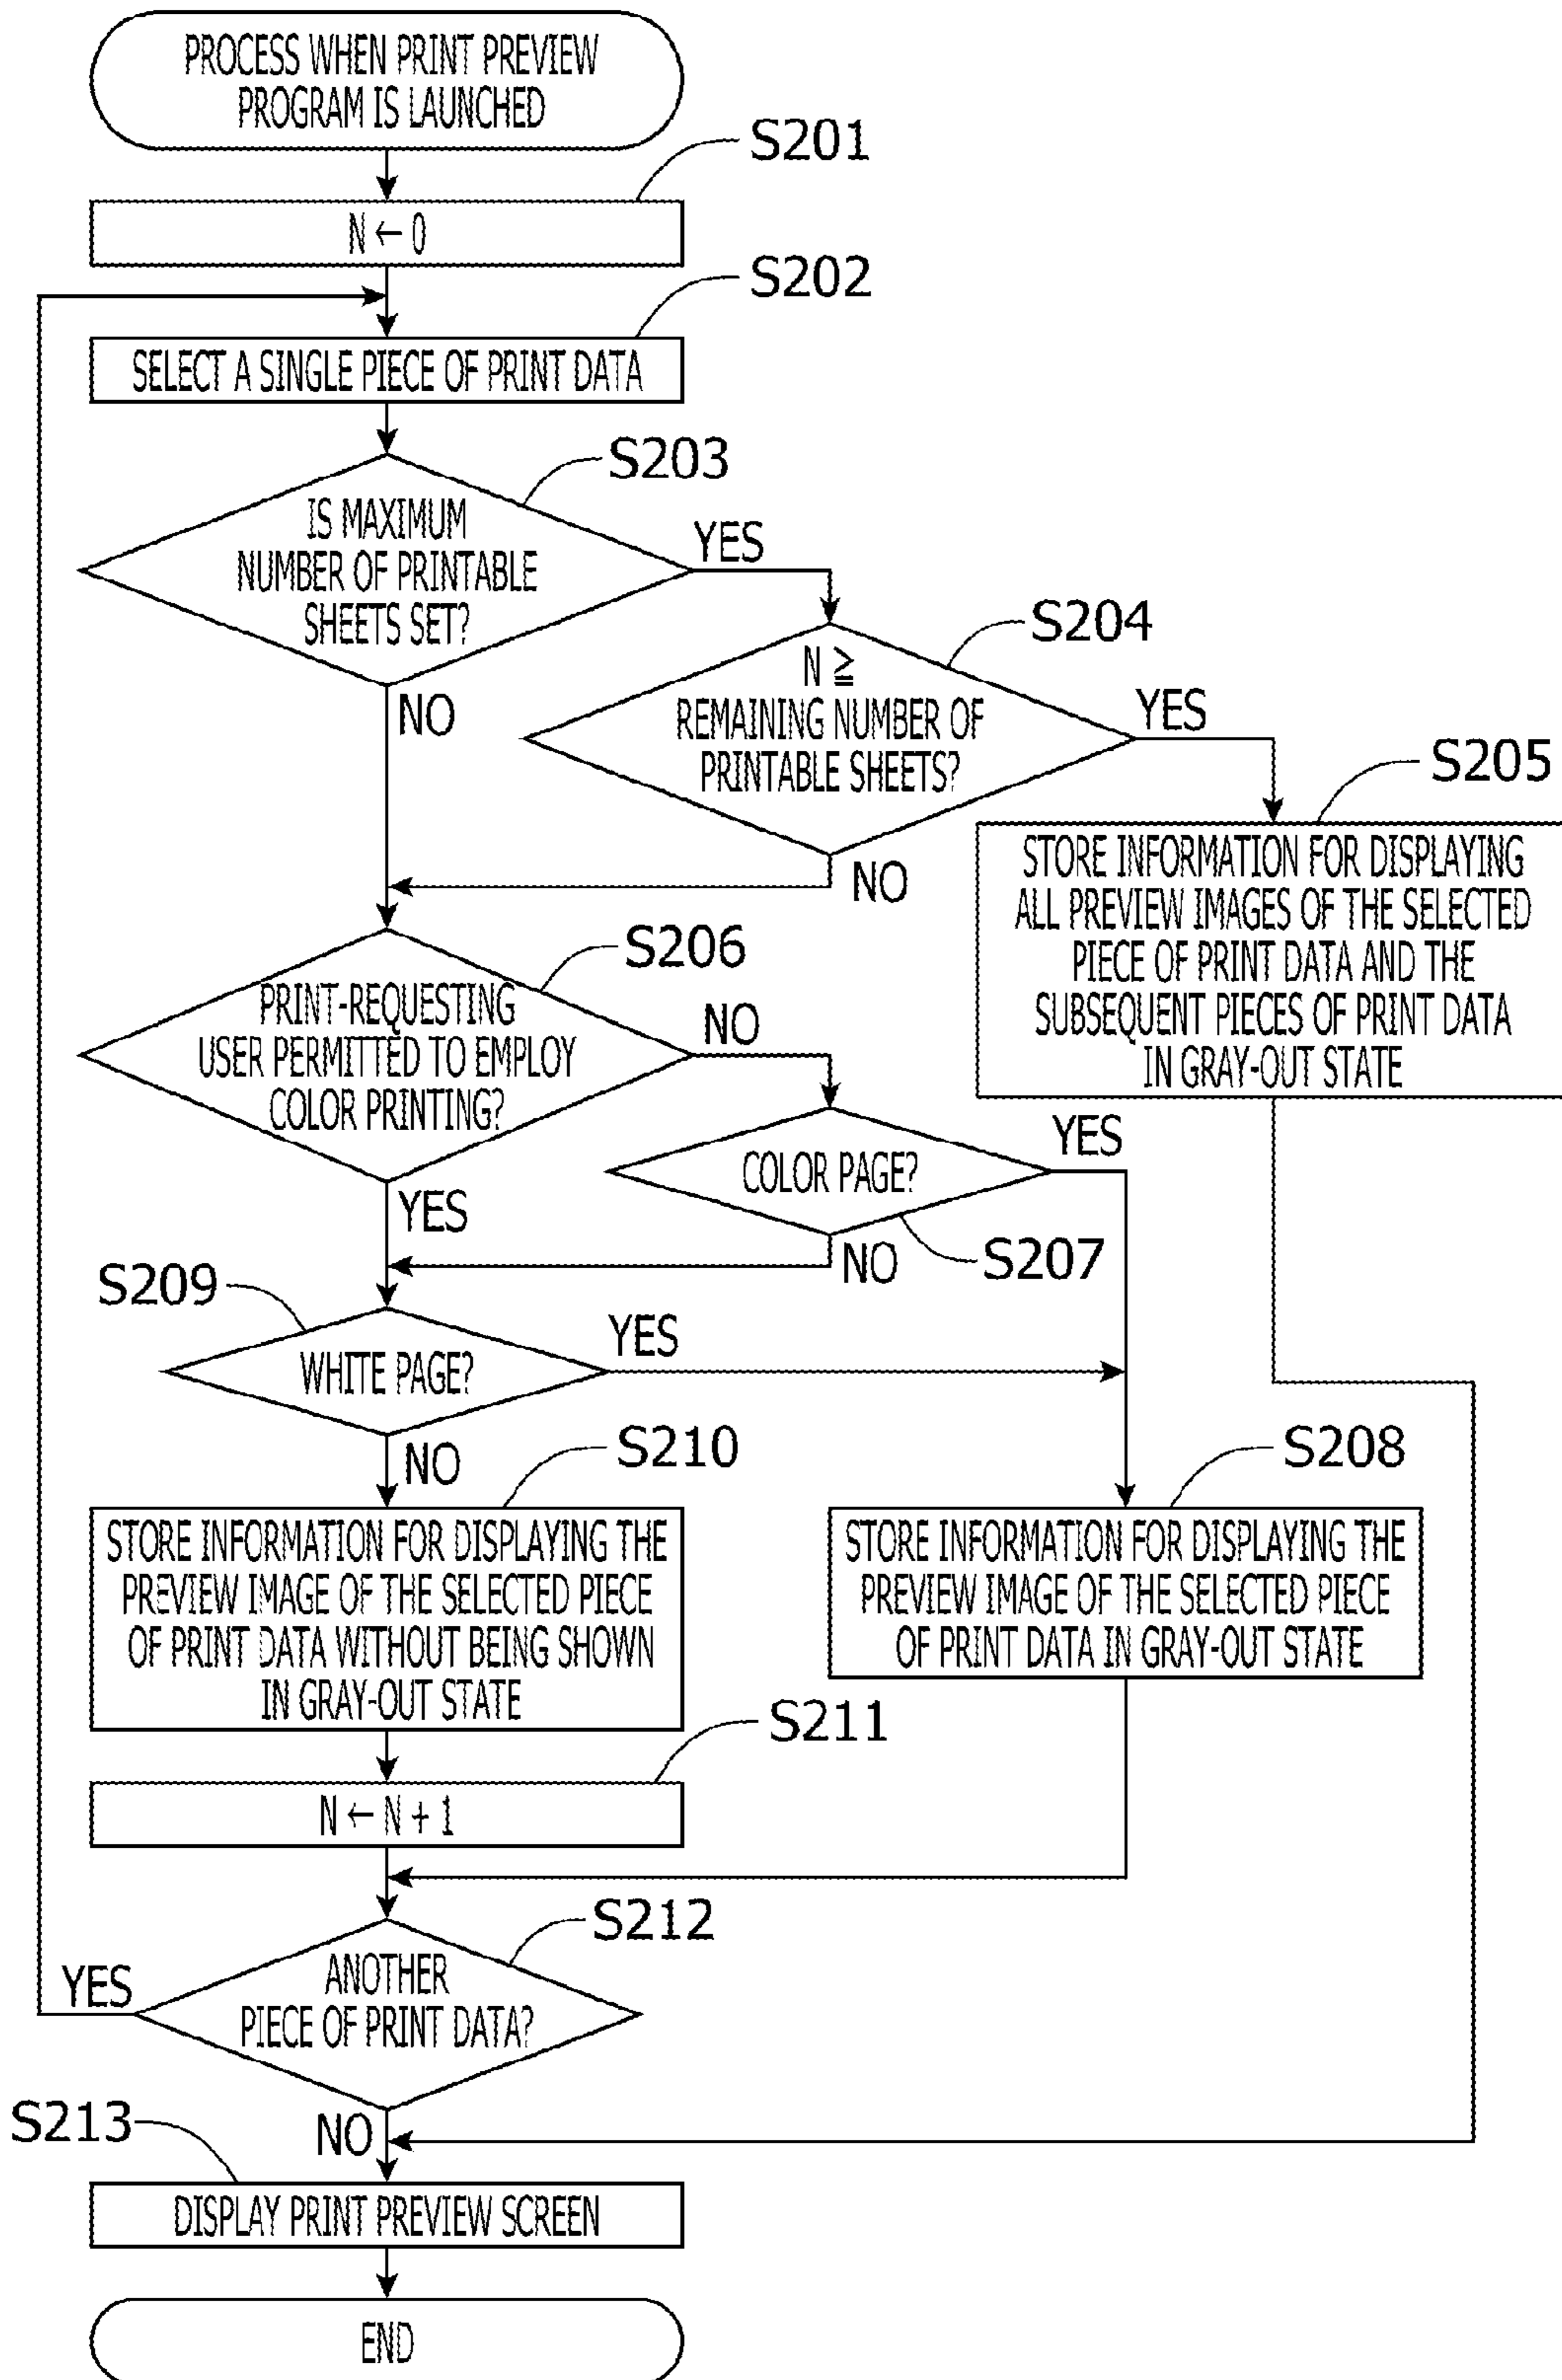 PROCESS WHEN PRINT PREVIEW
PROGRAM IS LAUNCHED
S201
N ← 0
S202
SELECT A SINGLE PIECE OF PRINT DATA
S203
IS MAXIMUM
NUMBER OF PRINTABLE
SHEETS SET?
YES
NO
S204
N ≧
REMAINING NUMBER OF
PRINTABLE SHEETS?
YES
NO
S205
STORE INFORMATION FOR DISPLAYING
ALL PREVIEW IMAGES OF THE SELECTED
PIECE OF PRINT DATA AND THE
SUBSEQUENT PIECES OF PRINT DATA
IN GRAY-OUT STATE
S206
PRINT-REQUESTING
USER PERMITTED TO EMPLOY
COLOR PRINTING?
NO
YES
COLOR PAGE?
YES
NO
S207
S209
WHITE PAGE?
YES
NO
S210
STORE INFORMATION FOR DISPLAYING THE
PREVIEW IMAGE OF THE SELECTED PIECE
OF PRINT DATA WITHOUT BEING SHOWN
IN GRAY-OUT STATE
S208
STORE INFORMATION FOR DISPLAYING THE
PREVIEW IMAGE OF THE SELECTED PIECE
OF PRINT DATA IN GRAY-OUT STATE
S211
N ← N + 1
S212
ANOTHER
PIECE OF PRINT DATA?
YES
NO
S213
DISPLAY PRINT PREVIEW SCREEN
END